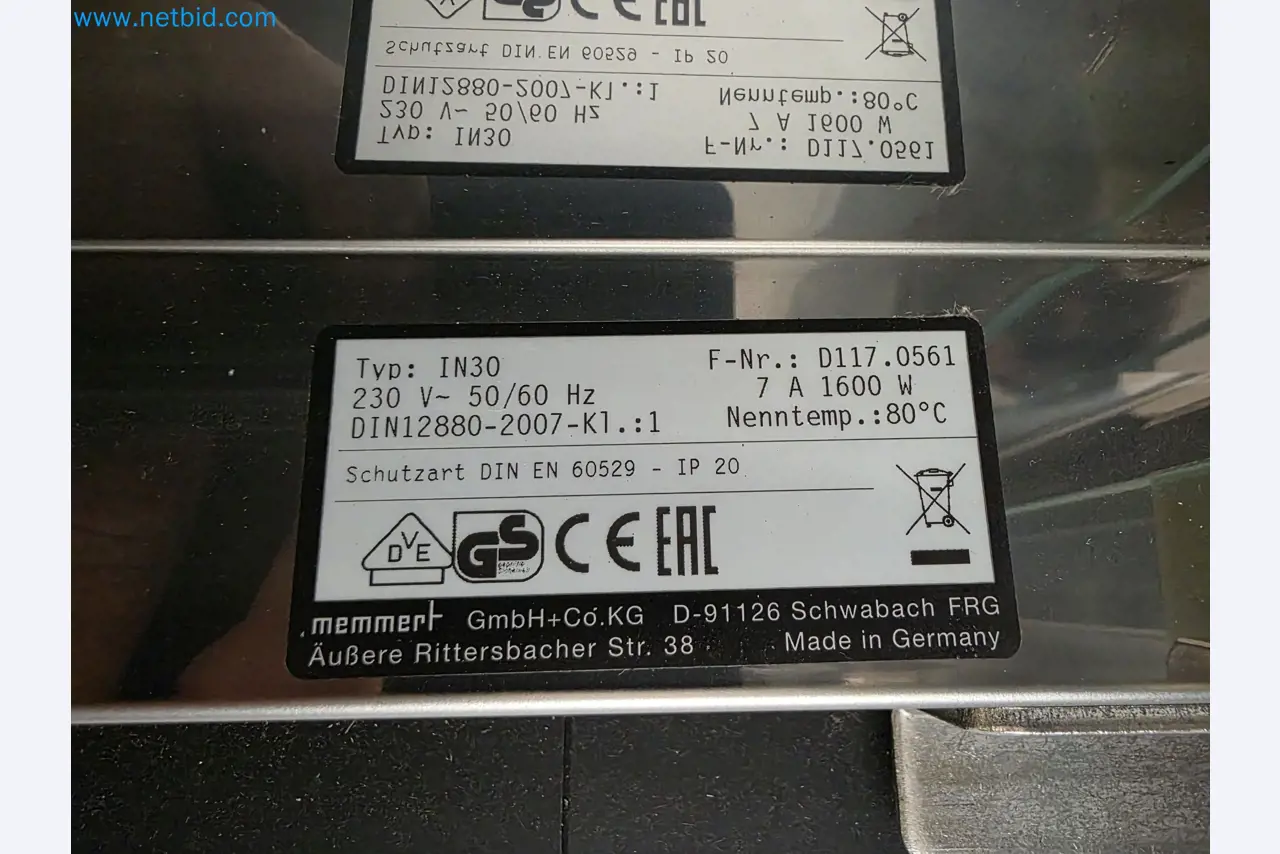 www.netbid.com
CE EAC
Schutzart DIN EN 60529 - IP 20
DIN12880-2007-Kl.:1 Nenntemp.:80°C
230 V~ 50/60 Hz 7 A 1600 W
Typ: IN30 F-Nr.: D117.0561
Typ: IN30 F-Nr.: D117.0561
230 V~ 50/60 Hz 7 A 1600 W
DIN12880-2007-Kl.:1 Nenntemp.:80°C
Schutzart DIN EN 60529 - IP 20
DVE GS CE EAC
memmert GmbH+Co.KG D-91126 Schwabach FRG
Äußere Rittersbacher Str. 38 Made in Germany